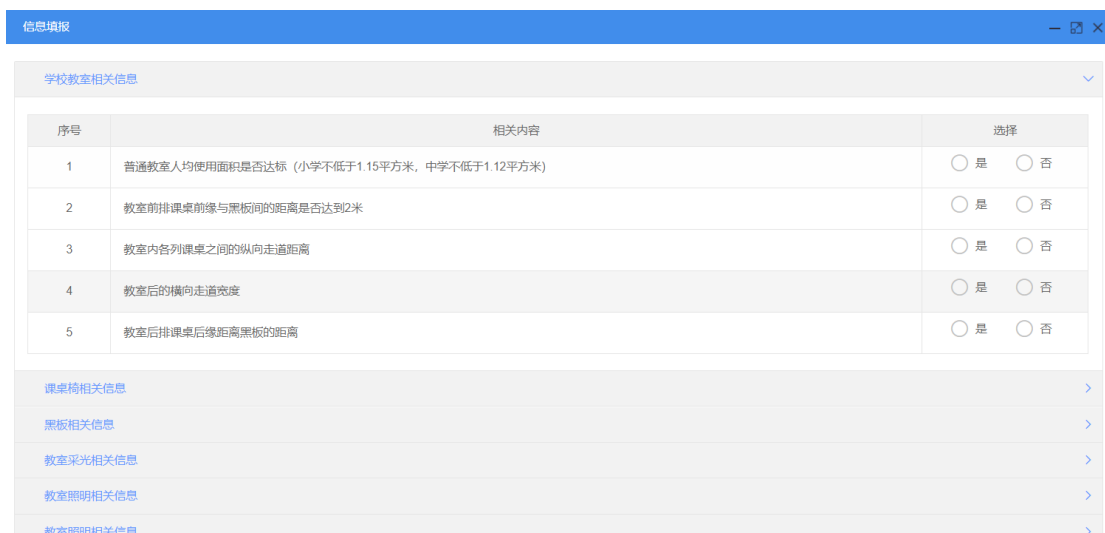 信息填报
学校教室相关信息
序号 相关内容 选择
1 普通教室人均使用面积是否达标（小学不低于1.15平方米，中学不低于1.12平方米） 是 否
2 教室前排课桌前缘与黑板间的距离是否达到2米 是 否
3 教室内各列课桌之间的纵向走道距离 是 否
4 教室后的横向走道宽度 是 否
5 教室后排课桌后缘距离黑板的距离 是 否
课桌椅相关信息
黑板相关信息
教室采光相关信息
教室照明相关信息
教室照明相关信息